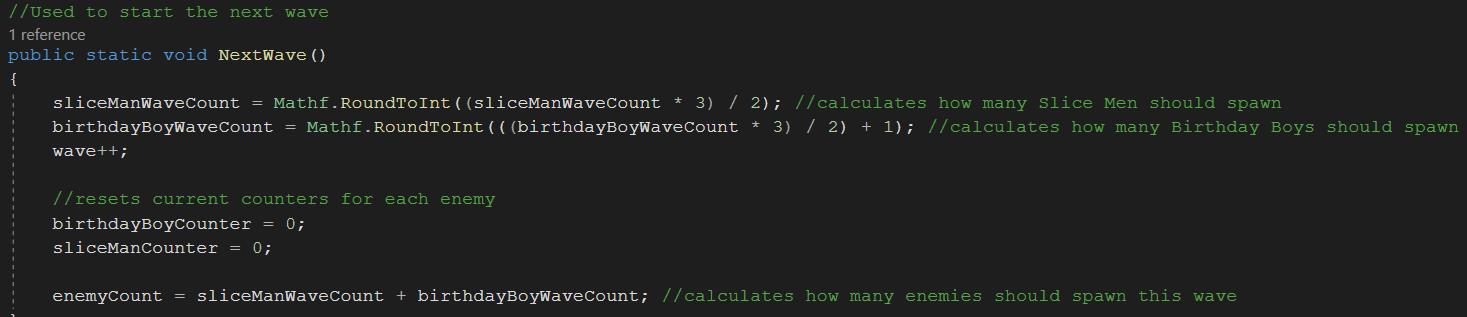 //Used to start the next wave
1 reference
public static void NextWave()
{
sliceManWaveCount = Mathf.RoundToInt((sliceManWaveCount * 3) / 2); //calculates how many Slice Men should spawn
birthdayBoyWaveCount = Mathf.RoundToInt(((birthdayBoyWaveCount * 3) / 2) + 1); //calculates how many Birthday Boys should spawn
wave++;
//resets current counters for each enemy
birthdayBoyCounter = 0;
sliceManCounter = 0;
enemyCount = sliceManWaveCount + birthdayBoyWaveCount; //calculates how many enemies should spawn this wave